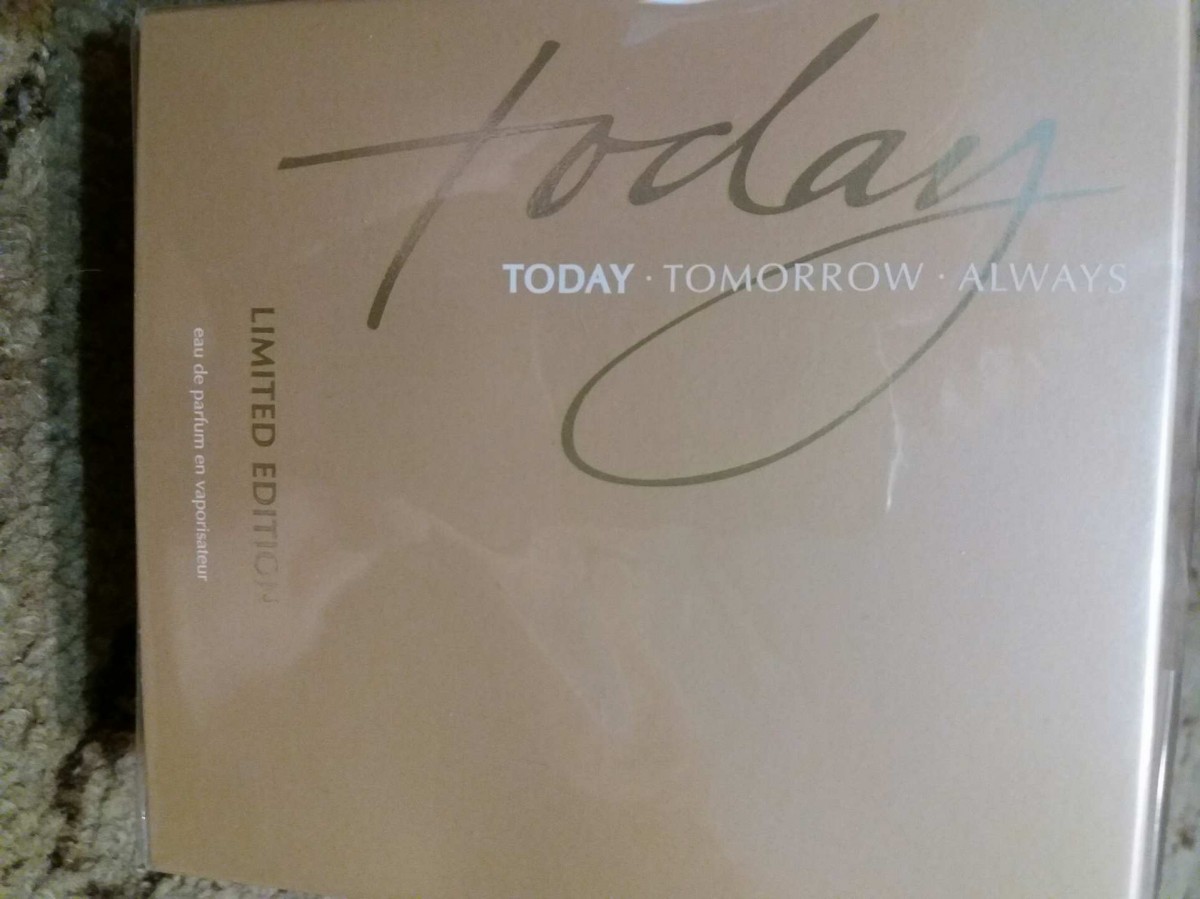 today
TODAY · TOMORROW · ALWAYS
LIMITED EDITION
eau de parfum en vaporisateur